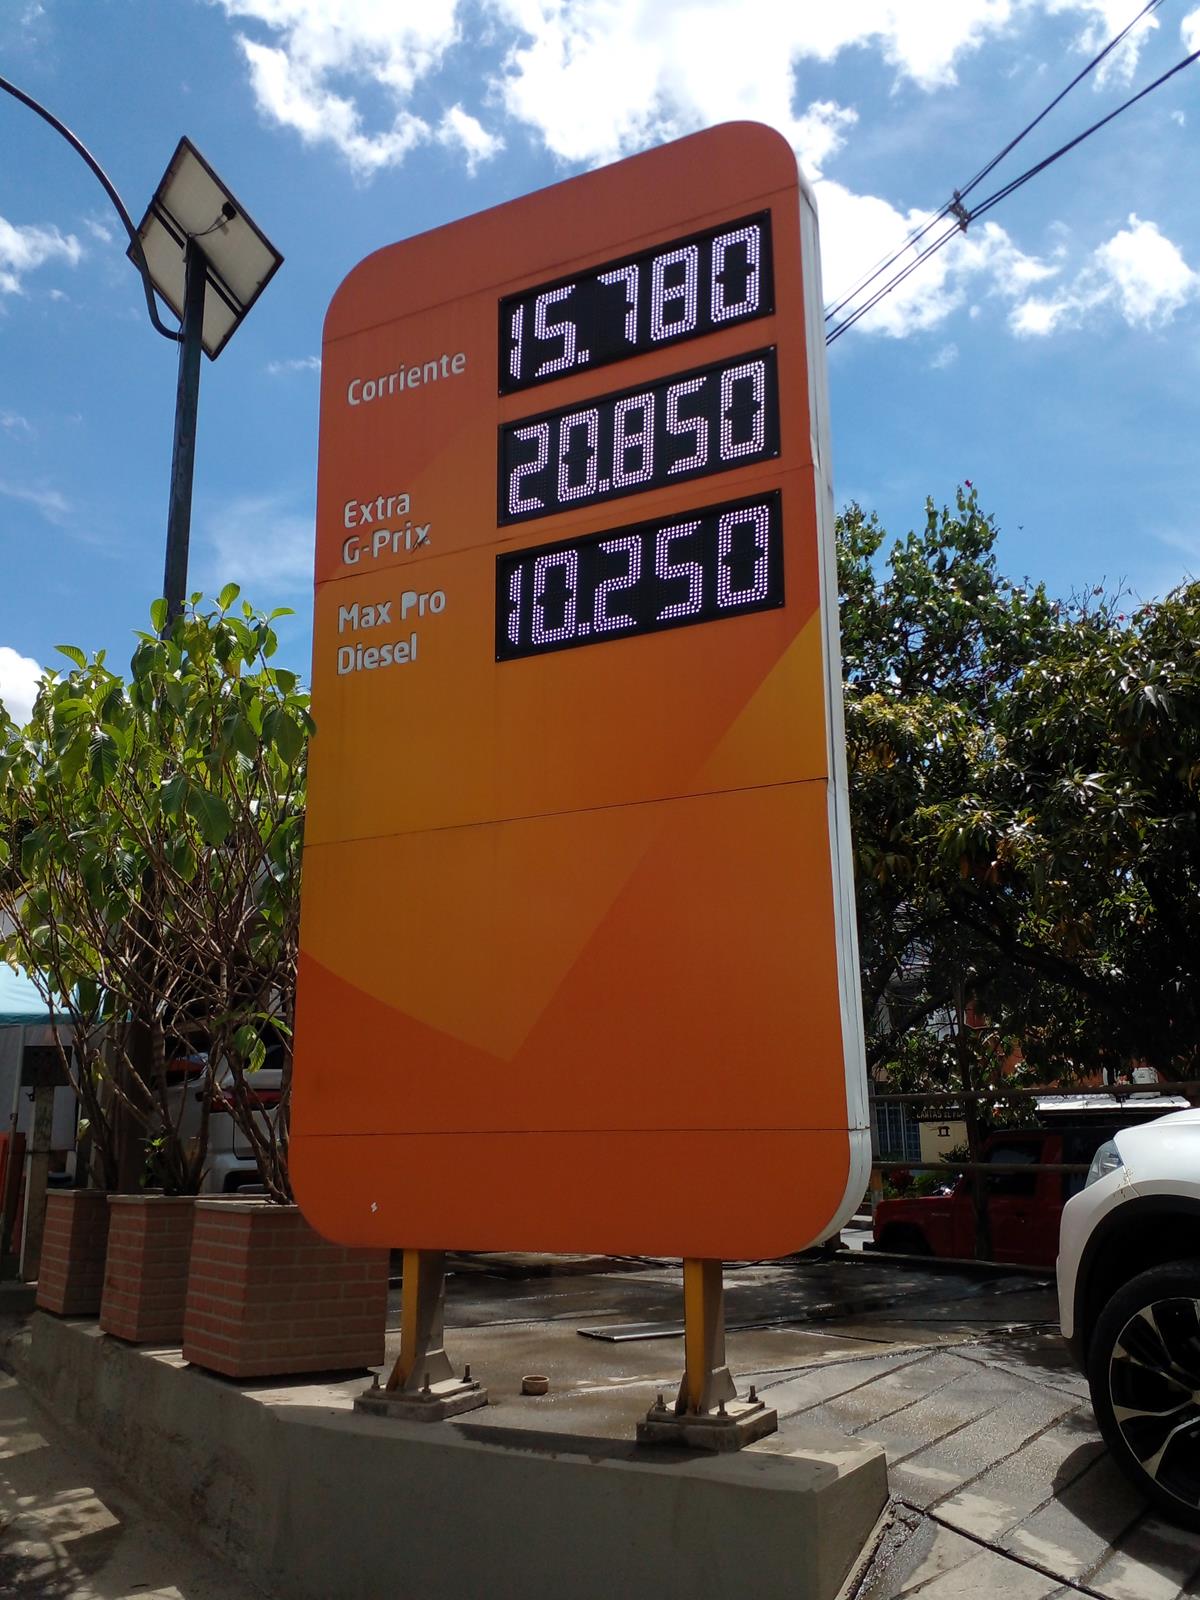 15.780
Corriente
20.850
Extra
G-Prix
10.250
Max Pro
Diesel